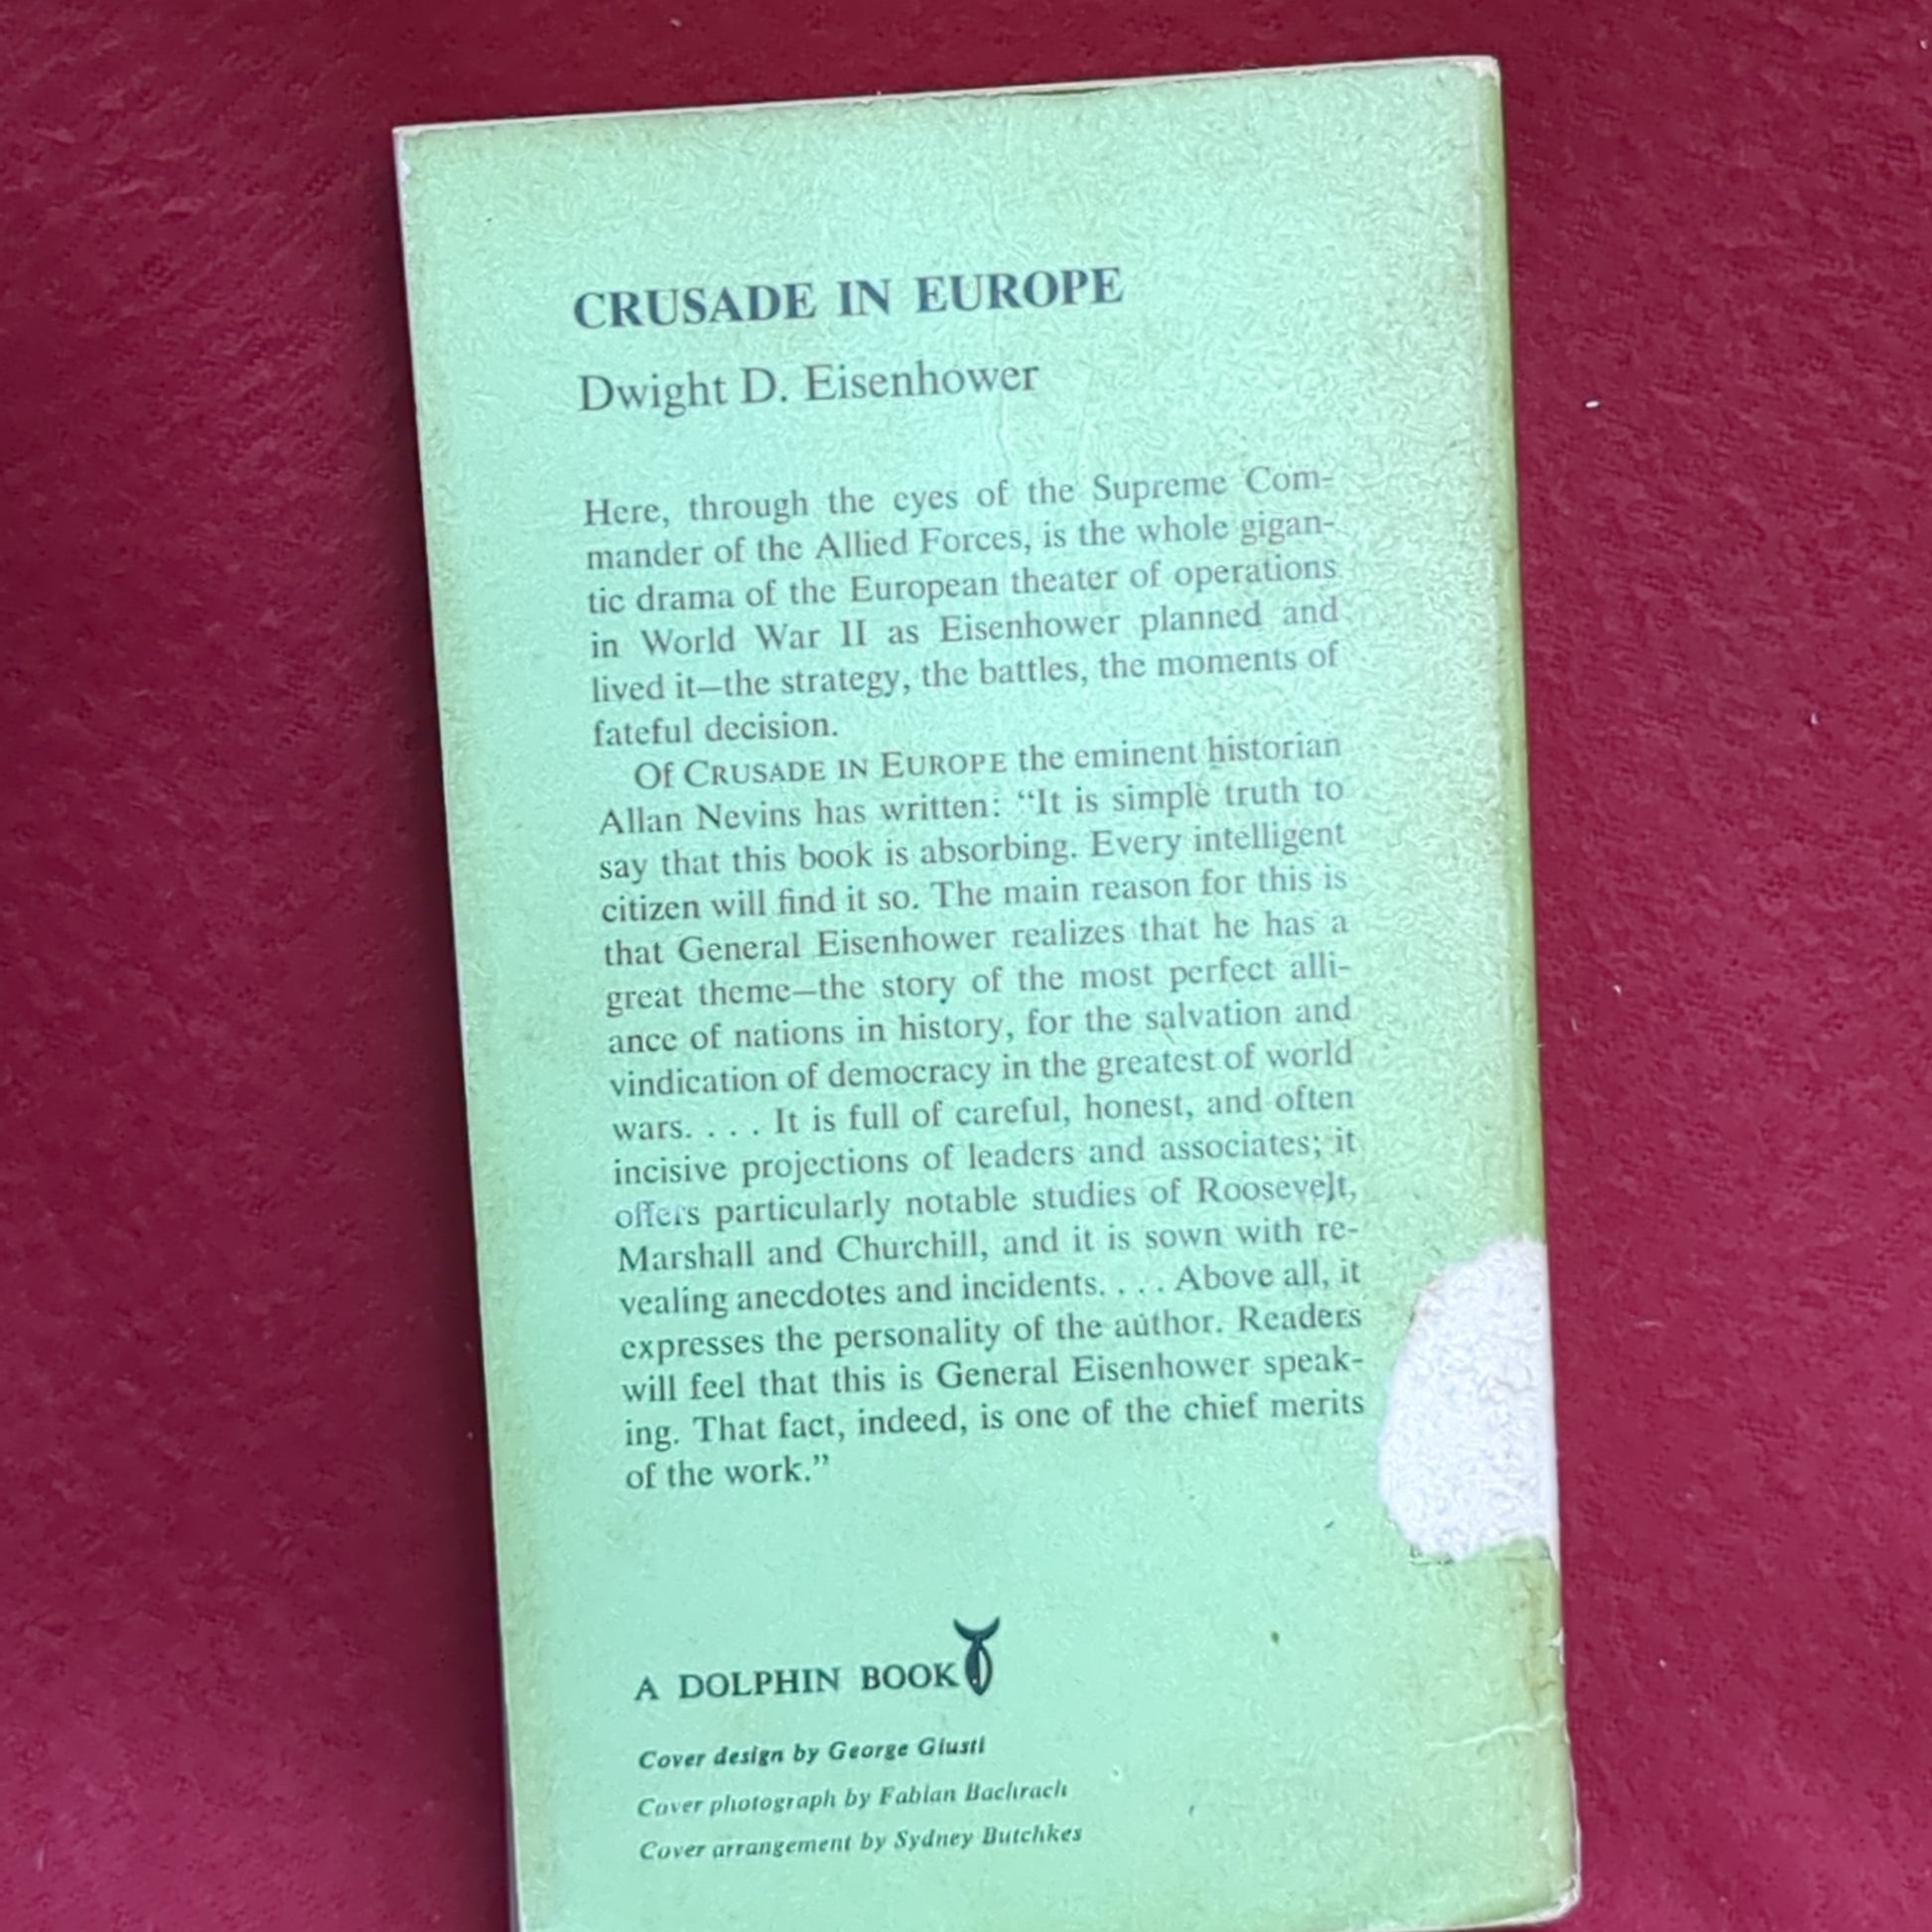 CRUSADE IN EUROPE
Dwight D. Eisenhower
Here, through the eyes of the Supreme Com-
mander of the Allied Forces, is the whole gigan-
tic drama of the European theater of operations
in World War II as Eisenhower planned and
lived it—the strategy, the battles, the moments of
fateful decision.
Of CRUSADE IN EUROPE the eminent historian
Allan Nevins has written: “It is simple truth to
say that this book is absorbing. Every intelligent
citizen will find it so. The main reason for this is
that General Eisenhower realizes that he has a
great theme—the story of the most perfect alli-
ance of nations in history, for the salvation and
vindication of democracy in the greatest of world
wars. . . . It is full of careful, honest, and often
incisive projections of leaders and associates; it
offers particularly notable studies of Roosevelt,
Marshall and Churchill, and it is sown with re-
vealing anecdotes and incidents. . . . Above all, it
expresses the personality of the author. Readers
will feel that this is General Eisenhower speak-
ing. That fact, indeed, is one of the chief merits
of the work.”
A DOLPHIN BOOK
Cover design by George Giusti
Cover photograph by Fabian Bachrach
Cover arrangement by Sydney Butchkes